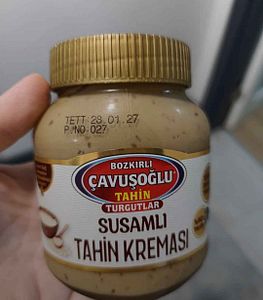 TETT 28.01.27
P.NO.027
BOZKIRLI
ÇAVUŞOĞLU
TAHİN
TURGUTLAR
SUSAMLI
TAHİN KREMASI